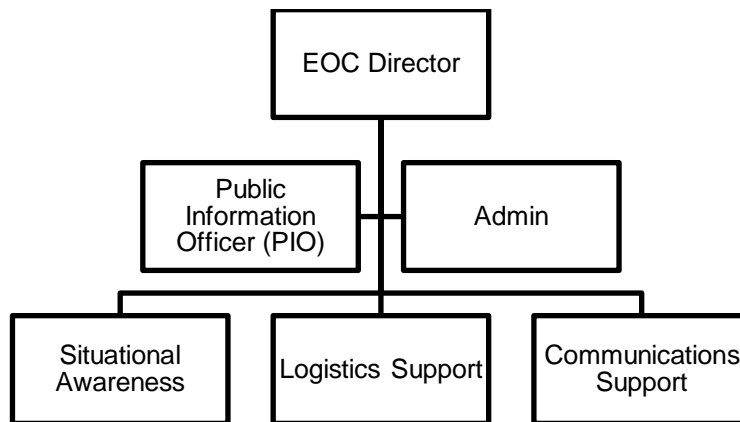 EOC Director
Public
Information
Officer (PIO)
Admin
Situational
Awareness
Logistics Support
Communications
Support